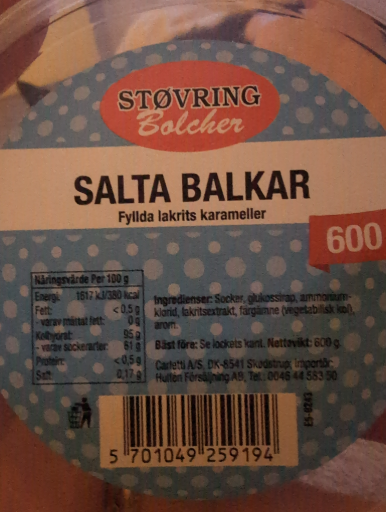 STØVRING
Bolcher
SALTA BALKAR
Fyllda lakrits karameller
600
Näringsvärde Per 100 g
Energi: 1617 kJ/380 kcal
Fett: <0,5 g
- varav mättat fett: 0 g
Kolhydrat: 95 g
- varav sockerarter: 81 g
Protein: <0,5 g
Salt: 0,17 g
Ingredienser: Socker, glukossirap, ammonium-
klorid, lakritsextrakt, färgämne (vegetabilisk kol),
arom.
Bäst före: Se lockets kant. Nettovikt: 600 g
Carletti A/S, DK-8541 Skødstrup, Importör:
Hulton Försäljning AB, Tel.: 0046 44 583 50
5 701049 259194